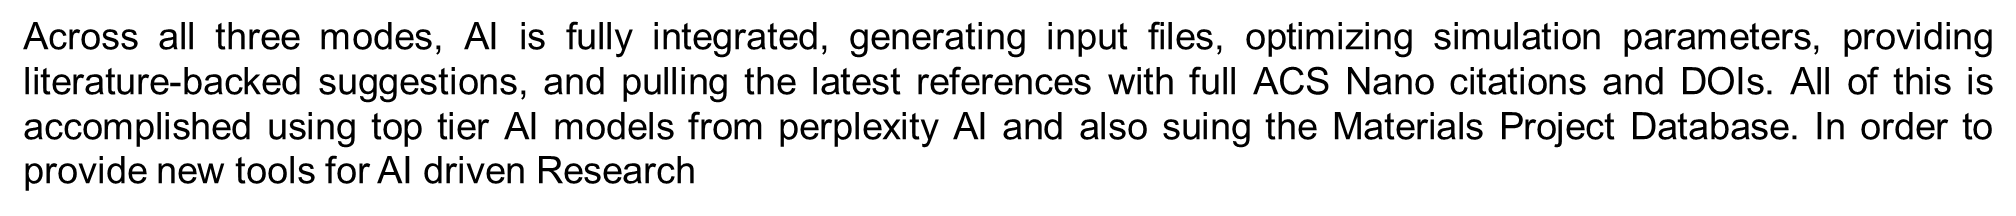 Across all three modes, AI is fully integrated, generating input files, optimizing simulation parameters, providing
literature-backed suggestions, and pulling the latest references with full ACS Nano citations and DOIs. All of this is
accomplished using top tier AI models from perplexity AI and also suing the Materials Project Database. In order to
provide new tools for AI driven Research